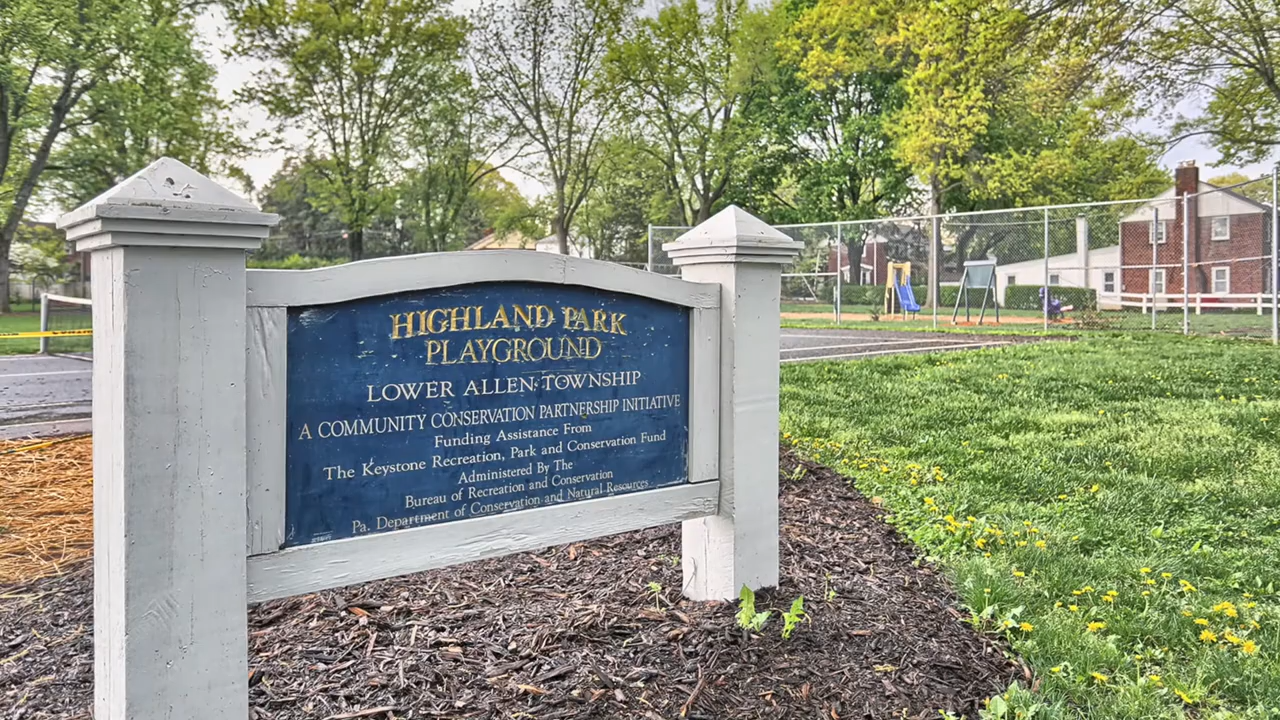 HIGHLAND PARK
PLAYGROUND
LOWER ALLEN TOWNSHIP
A COMMUNITY CONSERVATION PARTNERSHIP INITIATIVE
Funding Assistance From
The Keystone Recreation, Park and Conservation Fund
Administered By The
Bureau of Recreation and Conservation
Pa. Department of Conservation and Natural Resources